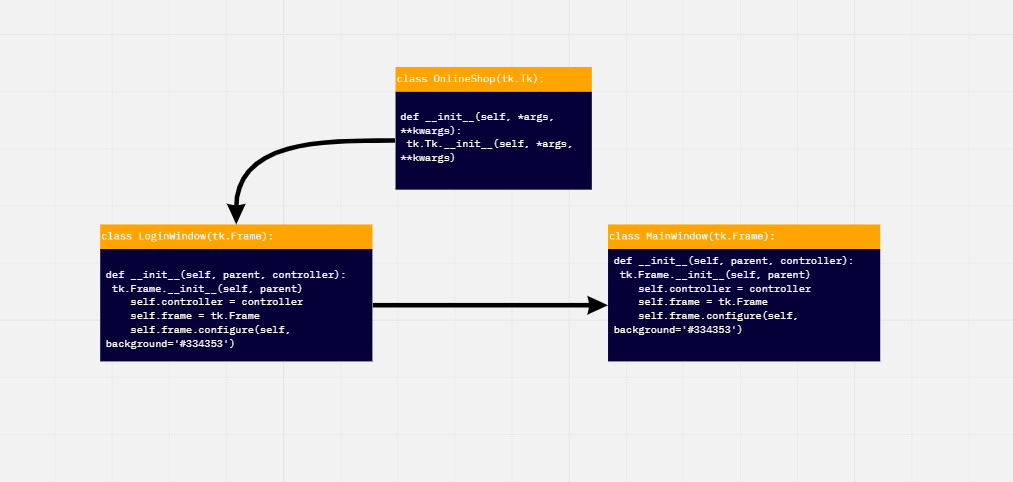 class OnlineShop(tk.Tk):
def __init__(self, *args,
**kwargs):
tk.Tk.__init__(self, *args,
**kwargs)
class LoginWindow(tk.Frame):
def __init__(self, parent, controller):
tk.Frame.__init__(self, parent)
self.controller = controller
self.frame = tk.Frame
self.frame.configure(self,
background='#334353')
class MainWindow(tk.Frame):
def __init__(self, parent, controller):
tk.Frame.__init__(self, parent)
self.controller = controller
self.frame = tk.Frame
self.frame.configure(self,
background='#334353')